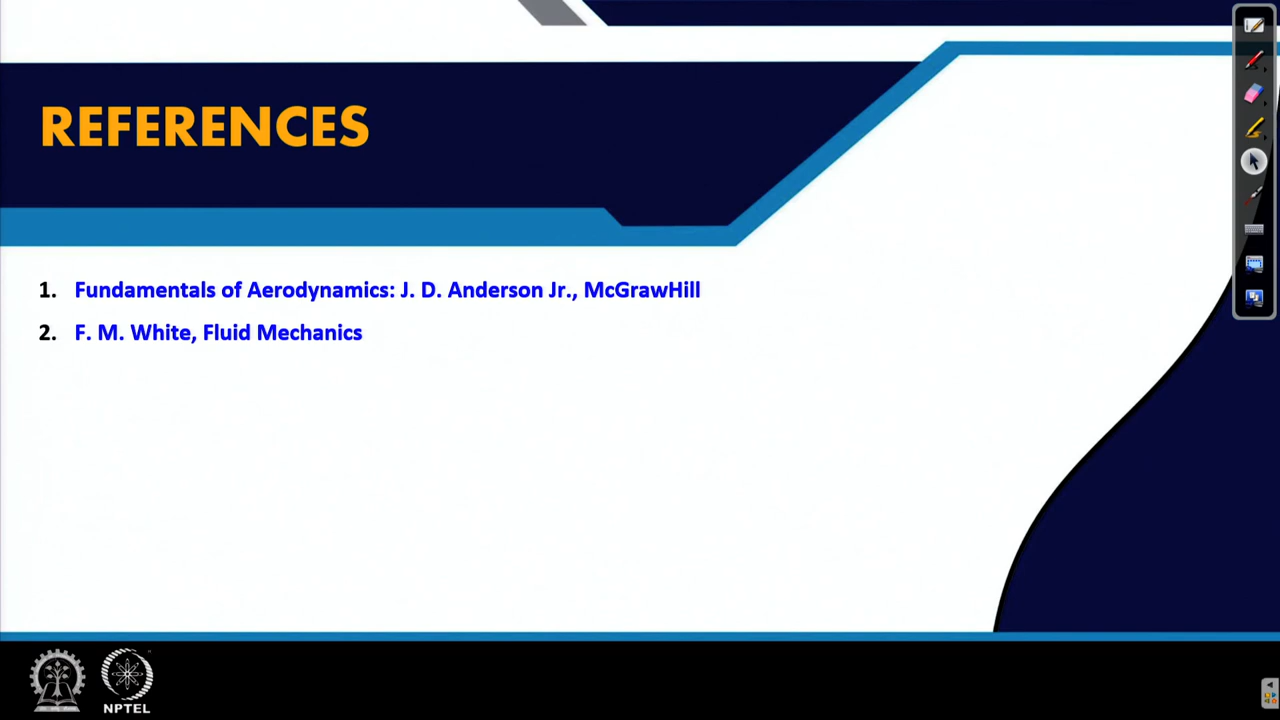 REFERENCES
1. Fundamentals of Aerodynamics: J. D. Anderson Jr., McGrawHill
2. F. M. White, Fluid Mechanics
NPTEL